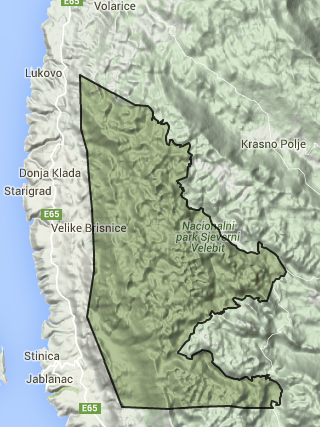 E65
Volarice
Lukovo
Krasno Polje
Donja Klada
Starigrad
E65
Velike Brisnice
Nacionalni
park Sjeverni
Velebit
Stinica
Jablanac
E65